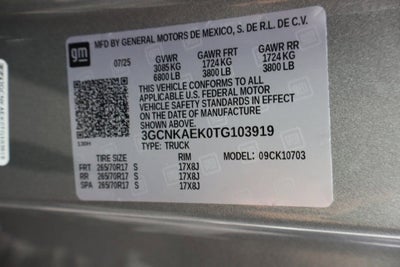 gm
MFD BY GENERAL MOTORS DE MEXICO, S. DE R.L. DE C.V.
07/25 GVWR GAWR FRT GAWR RR
3085KG 1724 KG 1724 KG
6800 LB 3800 LB 3800 LB
THIS VEHICLE CONFORMS TO ALL
APPLICABLE U.S. FEDERAL MOTOR
VEHICLE SAFETY STANDARDS IN EFFECT
ON THE DATE OF MANUFACTURE SHOWN ABOVE.
3GCNKAEK0TG103919
TYPE: TRUCK
TIRE SIZE RIM MODEL: 09CK10703
FRT 265/70R17 S 17X8J
RR 265/70R17 S 17X8J
SPA 265/70R17 S 17X8J